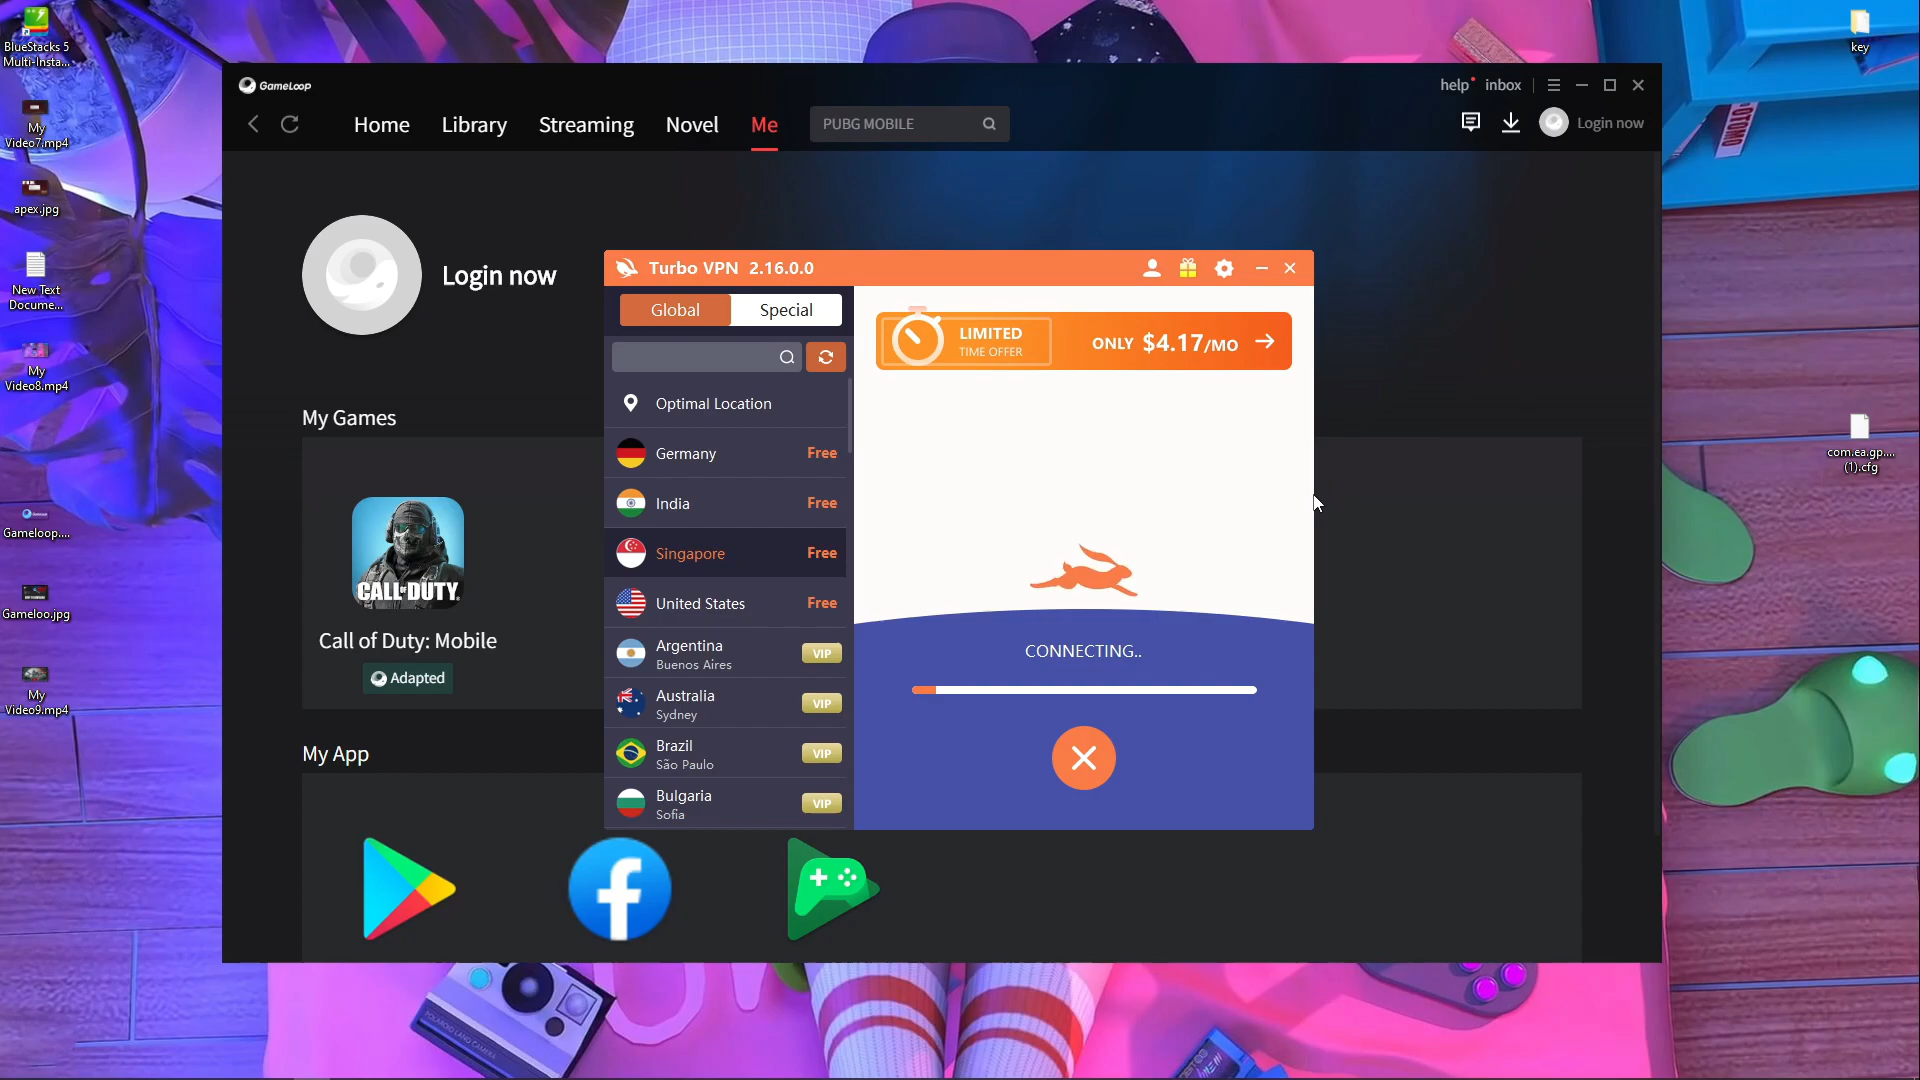 BlueStacks 5
Multi-Insta...
My
Video7.mp4
apex.jpg
New Text
Docume...
My
Video8.mp4
Gameloop....
Gameloo.jpg
My
Video9.mp4
key
com.ea.gp....
(1).cfg
GameLoop
help inbox
Home Library Streaming Novel Me
PUBG MOBILE
Login now
Login now
My Games
CALL OF DUTY
Call of Duty: Mobile
Adapted
My App
Turbo VPN 2.16.0.0
Global Special
Optimal Location
Germany Free
India Free
Singapore Free
United States Free
Argentina
Buenos Aires
VIP
Australia
Sydney
VIP
Brazil
São Paulo
VIP
Bulgaria
Sofia
VIP
LIMITED
TIME OFFER
ONLY $4.17/MO
CONNECTING..
POLAROID LAND CAMERA